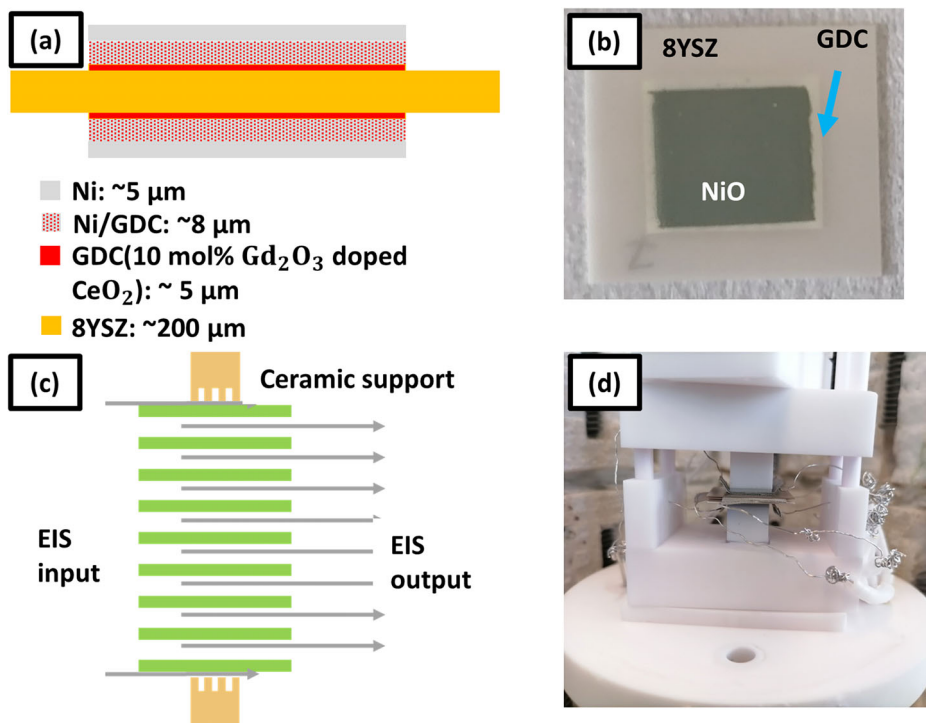 (a)
Ni: ~5 μm
Ni/GDC: ~8 μm
GDC(10 mol% Gd₂O₃ doped
CeO₂): ~ 5 μm
8YSZ: ~200 μm
(b)
8YSZ
GDC
NiO
Z
(c)
Ceramic support
EIS
input
EIS
output
(d)